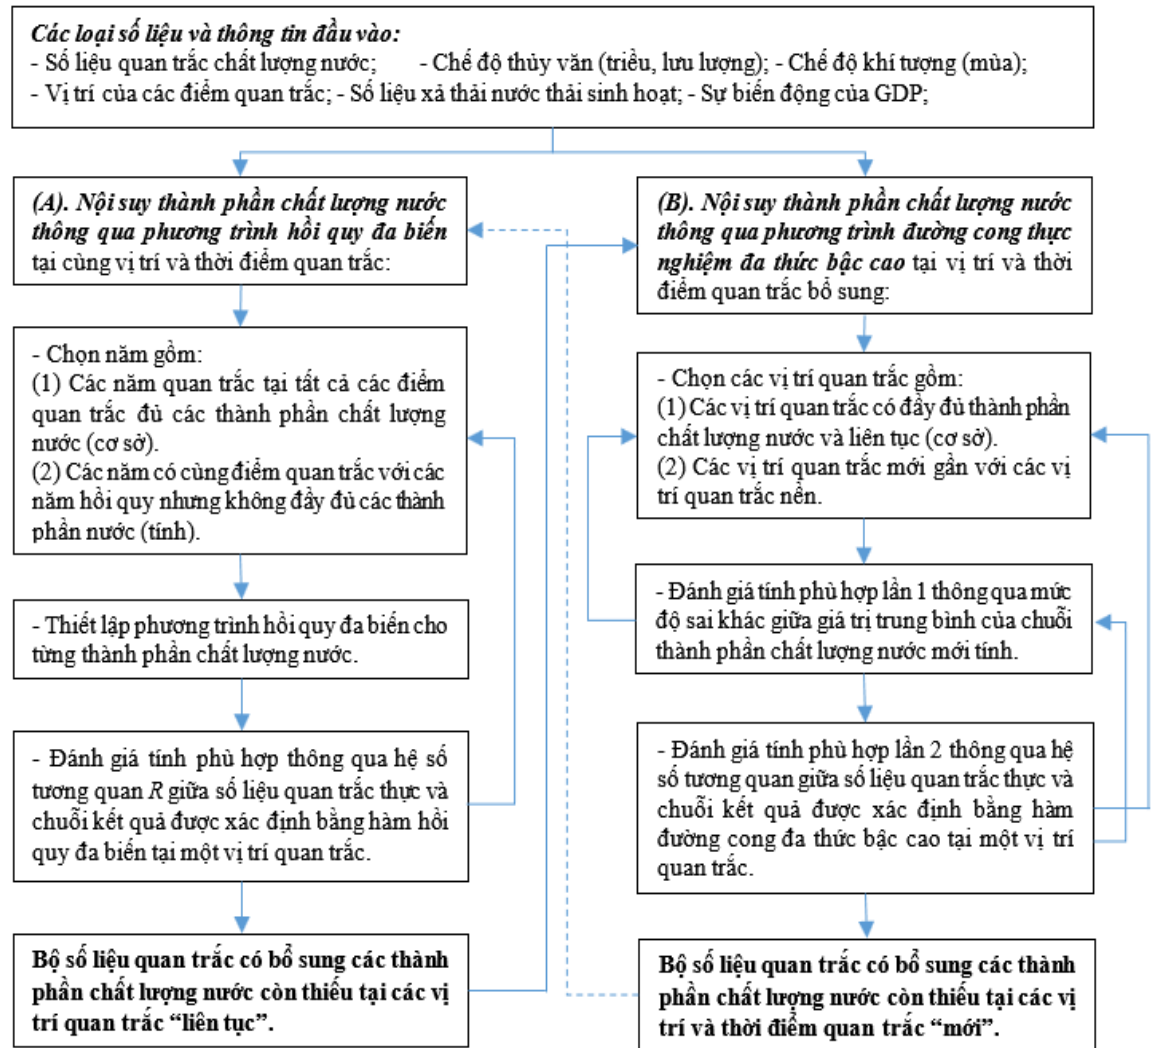 Các loại số liệu và thông tin đầu vào:
- Số liệu quan trắc chất lượng nước; - Chế độ thủy văn (triều, lưu lượng); - Chế độ khí tượng (mùa);
- Vị trí của các điểm quan trắc; - Số liệu xả thải nước thải sinh hoạt; - Sự biến động của GDP;
(A). Nội suy thành phần chất lượng nước
thông qua phương trình hồi quy đa biến
tại cùng vị trí và thời điểm quan trắc:
- Chọn năm gồm:
(1) Các năm quan trắc tại tất cả các điểm
quan trắc đủ các thành phần chất lượng
nước (cơ sở).
(2) Các năm có cùng điểm quan trắc với các
năm hồi quy nhưng không đầy đủ các thành
phần nước (tính).
- Thiết lập phương trình hồi quy đa biến cho
từng thành phần chất lượng nước.
- Đánh giá tính phù hợp thông qua hệ số
tương quan R giữa số liệu quan trắc thực và
chuỗi kết quả được xác định bằng hàm hồi
quy đa biến tại một vị trí quan trắc.
Bộ số liệu quan trắc có bổ sung các thành
phần chất lượng nước còn thiếu tại các vị
trí quan trắc “liên tục”.
(B). Nội suy thành phần chất lượng nước
thông qua phương trình đường cong thực
nghiệm đa thức bậc cao tại vị trí và thời
điểm quan trắc bổ sung:
- Chọn các vị trí quan trắc gồm:
(1) Các vị trí quan trắc có đầy đủ thành phần
chất lượng nước và liên tục (cơ sở).
(2) Các vị trí quan trắc mới gần với các vị
trí quan trắc nền.
- Đánh giá tính phù hợp lần 1 thông qua mức
độ sai khác giữa giá trị trung bình của chuỗi
thành phần chất lượng nước mới tính.
- Đánh giá tính phù hợp lần 2 thông qua hệ
số tương quan giữa số liệu quan trắc thực và
chuỗi kết quả được xác định bằng hàm
đường cong đa thức bậc cao tại một vị trí
quan trắc.
Bộ số liệu quan trắc có bổ sung các thành
phần chất lượng nước còn thiếu tại các vị
trí và thời điểm quan trắc “mới”.